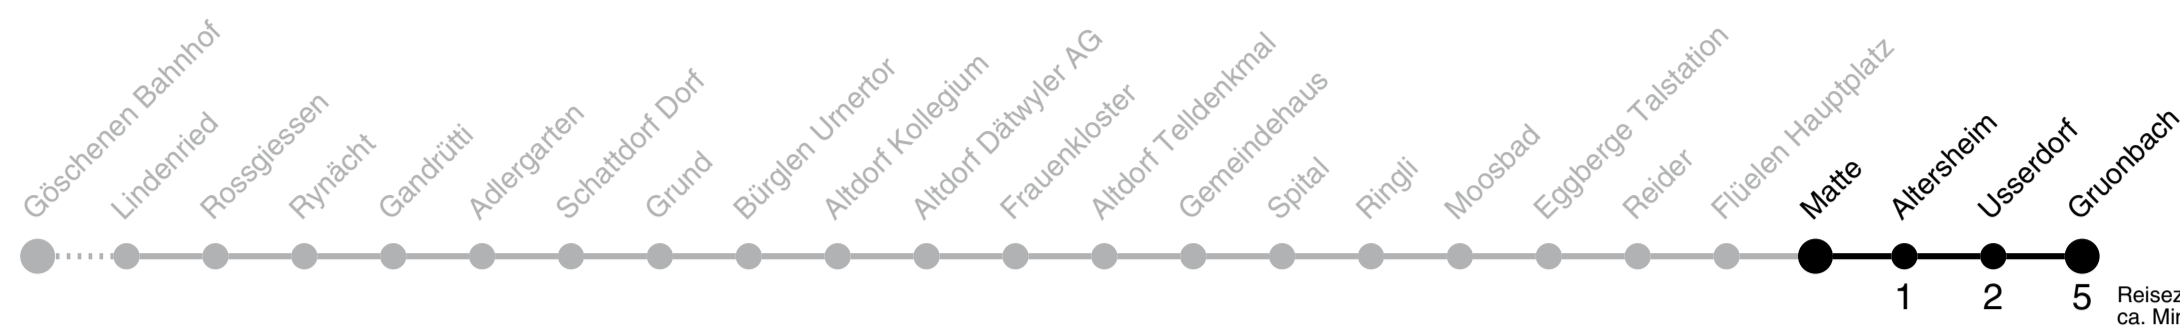 Göschenen Bahnhof
Lindenried
Rossgiessen
Rynächt
Gandrütti
Adlergarten
Schattdorf Dorf
Grund
Bürglen Urnertor
Altdorf Kollegium
Altdorf Dätwyler AG
Frauenkloster
Altdorf Telldenkmal
Gemeindehaus
Spital
Ringli
Moosbad
Eggberge Talstation
Reider
Flüelen Hauptplatz
Matte
Altersheim
Usserdorf
Gruonbach
1 2 5
ca.